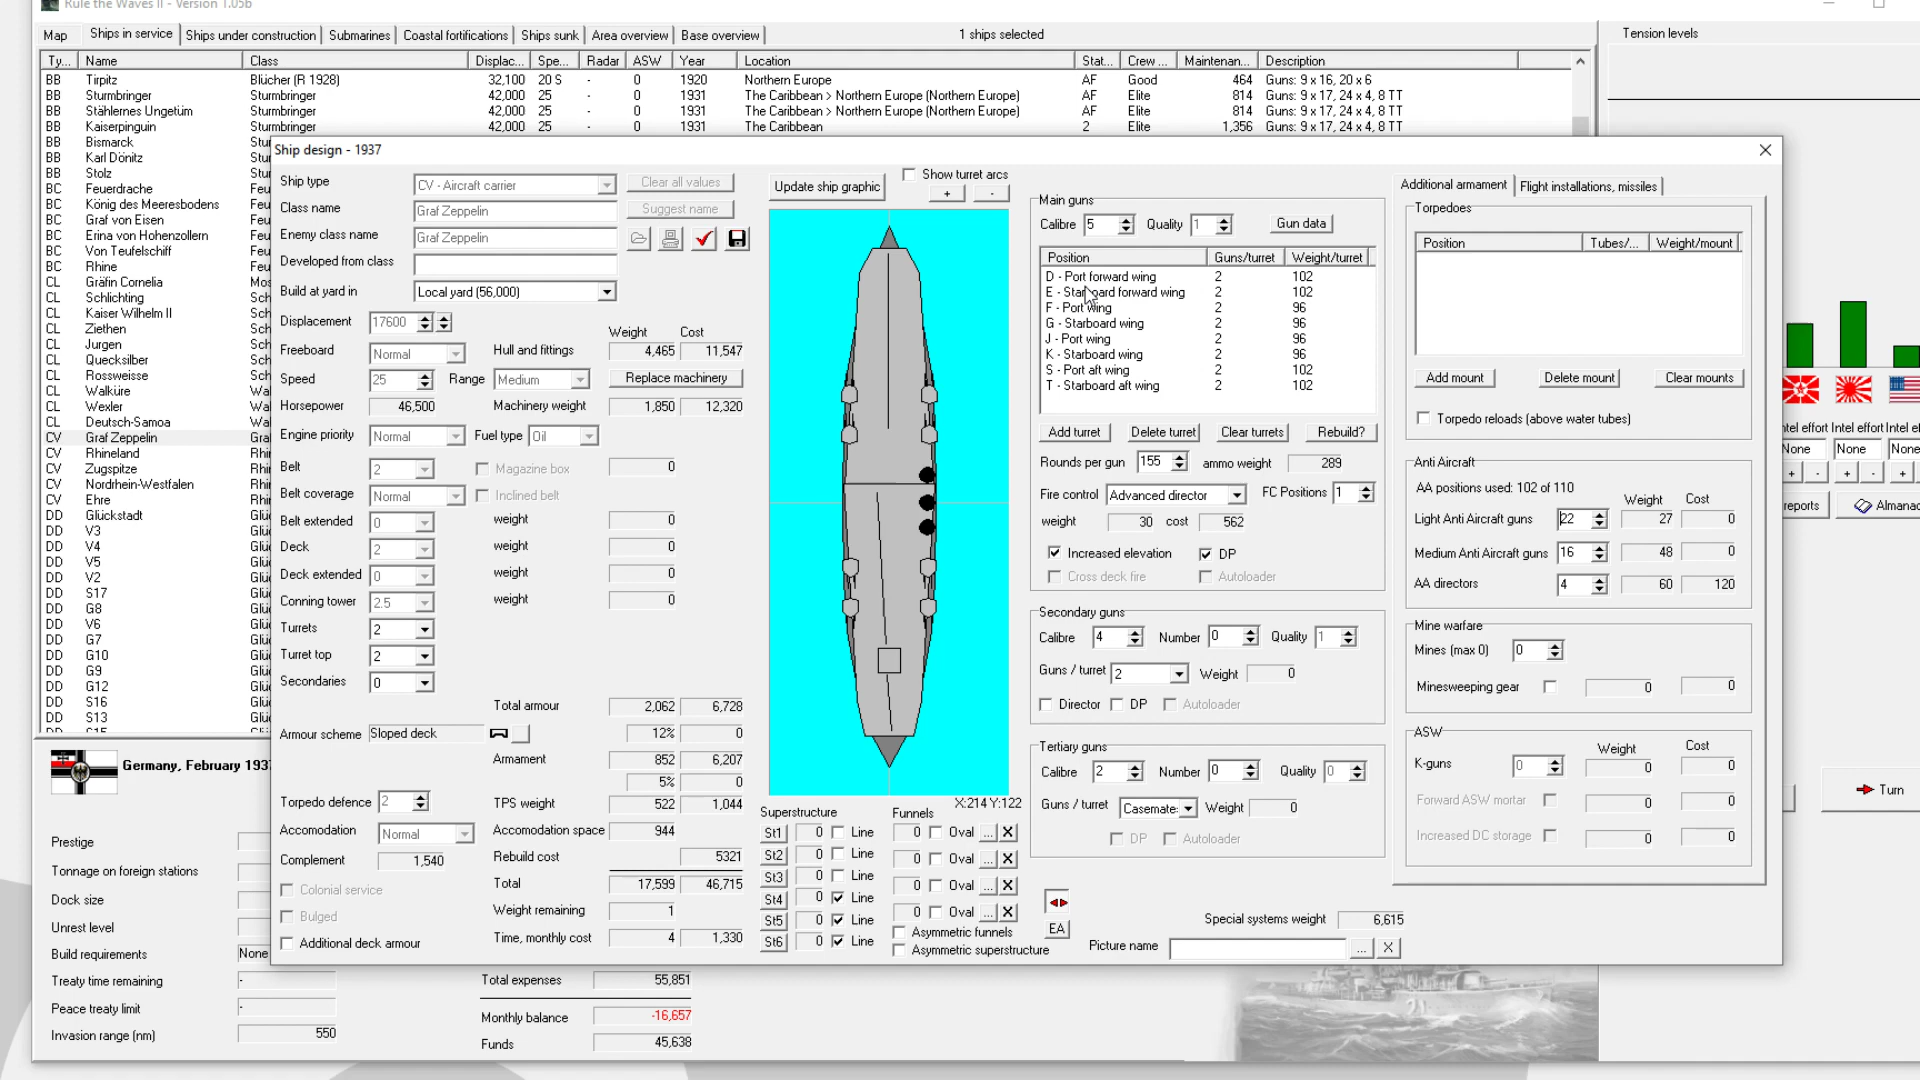 Rule the Waves II - Version 1.05b
Map Ships in service Ships under construction Submarines Coastal fortifications Ships sunk Area overview Base overview 1 ships selected Tension levels
Ty... Name Class Displac... Spe... Radar ASW Year Location Stat... Crew ... Maintenan... Description
BB Tirpitz Blücher (R 1928) 32,100 20 S - 0 1920 Northern Europe AF Good 464 Guns: 9 x 16, 20 x 6
BB Sturmbringer Sturmbringer 42,000 25 - 0 1931 The Caribbean > Northern Europe (Northern Europe) AF Elite 814 Guns: 9 x 17, 24 x 4, 8 TT
BB Stählernes Ungetüm Sturmbringer 42,000 25 - 0 1931 The Caribbean > Northern Europe (Northern Europe) AF Elite 814 Guns: 9 x 17, 24 x 4, 8 TT
BB Kaiserpinguin Sturmbringer 42,000 25 - 0 1931 The Caribbean 2 Elite 1,356 Guns: 9 x 17, 24 x 4, 8 TT
BB Bismarck
BB Karl Dönitz
BB Stolz
BC Feuerdrache
BC König des Meeresbodens
BC Graf von Eisen
BC Erina von Hohenzollern
BC Von Teufelschiff
BC Rhine
CL Gräfin Cornelia
CL Schlichting
CL Kaiser Wilhelm II
CL Ziethen
CL Jurgen
CL Quecksilber
CL Rossweisse
CL Walküre
CL Wexler
CL Deutsch-Samoa
CV Graf Zeppelin
CV Rhineland
CV Zugspitze
CV Nordrhein-Westfalen
CV Ehre
DD Glückstadt
DD V3
DD V4
DD V5
DD V2
DD S17
DD G8
DD V6
DD G7
DD G10
DD G9
DD G12
DD S16
DD S13
Ship design - 1937
Ship type CV - Aircraft carrier Clear all values
Class name Graf Zeppelin Suggest name
Enemy class name Graf Zeppelin
Developed from class
Build at yard in Local yard (56,000)
Displacement 17600 Weight Cost
Freeboard Normal Hull and fittings 4,465 11,547
Speed 25 Range Medium Replace machinery
Horsepower 46,500 Machinery weight 1,850 12,320
Engine priority Normal Fuel type Oil
Belt 2 Magazine box 0
Belt coverage Normal Inclined belt
Belt extended 0 weight 0
Deck 2 weight 0
Deck extended 0 weight 0
Conning tower 2.5 weight 0
Turrets 2
Turret top 2
Secondaries 0
Total armour 2,062 6,728
Armour scheme Sloped deck 12% 0
Armament 852 6,207
5% 0
Torpedo defence 2 TPS weight 522 1,044
Accomodation Normal Accomodation space 944
Complement 1,540 Rebuild cost 5321
Total 17,599 46,715
Colonial service Weight remaining 1
Bulged
Additional deck armour Time, monthly cost 4 1,330
Update ship graphic Show turret arcs
+ -
X:214 Y:122
Superstructure Funnels
St1 0 Line 0 Oval ... X
St2 0 Line 0 Oval ... X
St3 0 Line 0 Oval ... X
St4 0 Line 0 Oval ... X
St5 0 Line Asymmetric funnels
St6 0 Line Asymmetric superstructure
EA
Main guns
Calibre 5 Quality 1 Gun data
Position Guns/turret Weight/turret
D - Port forward wing 2 102
E - Starboard forward wing 2 102
F - Port wing 2 96
G - Starboard wing 2 96
J - Port wing 2 96
K - Starboard wing 2 96
S - Port aft wing 2 102
T - Starboard aft wing 2 102
Add turret Delete turret Clear turrets Rebuild?
Rounds per gun 155 ammo weight 289
Fire control Advanced director FC Positions 1
weight 30 cost 562
Increased elevation DP
Cross deck fire Autoloader
Secondary guns
Calibre 4 Number 0 Quality 1
Guns / turret 2 Weight 0
Director DP Autoloader
Tertiary guns
Calibre 2 Number 0 Quality 0
Guns / turret Casemate: Weight 0
DP Autoloader
Special systems weight 6,615
Picture name ... X
Additional armament Flight installations, missiles
Torpedoes
Position Tubes/... Weight/mount
Add mount Delete mount Clear mounts
Torpedo reloads (above water tubes)
Anti Aircraft
AA positions used: 102 of 110 Weight Cost
Light Anti Aircraft guns 22 27 0
Medium Anti Aircraft guns 16 48 0
AA directors 4 60 120
Mine warfare
Mines (max 0) 0
Minesweeping gear 0 0
ASW Weight Cost
K-guns 0 0 0
Forward ASW mortar 0 0
Increased DC storage 0 0
Intel effort Intel
None None None
+ - + - +
reports Almanac
Turn
Germany, February 1937
Prestige
Tonnage on foreign stations
Dock size
Unrest level
Build requirements None
Treaty time remaining -
Peace treaty limit -
Invasion range (nm) 550
Total expenses 55,851
Monthly balance -16,657
Funds 45,638